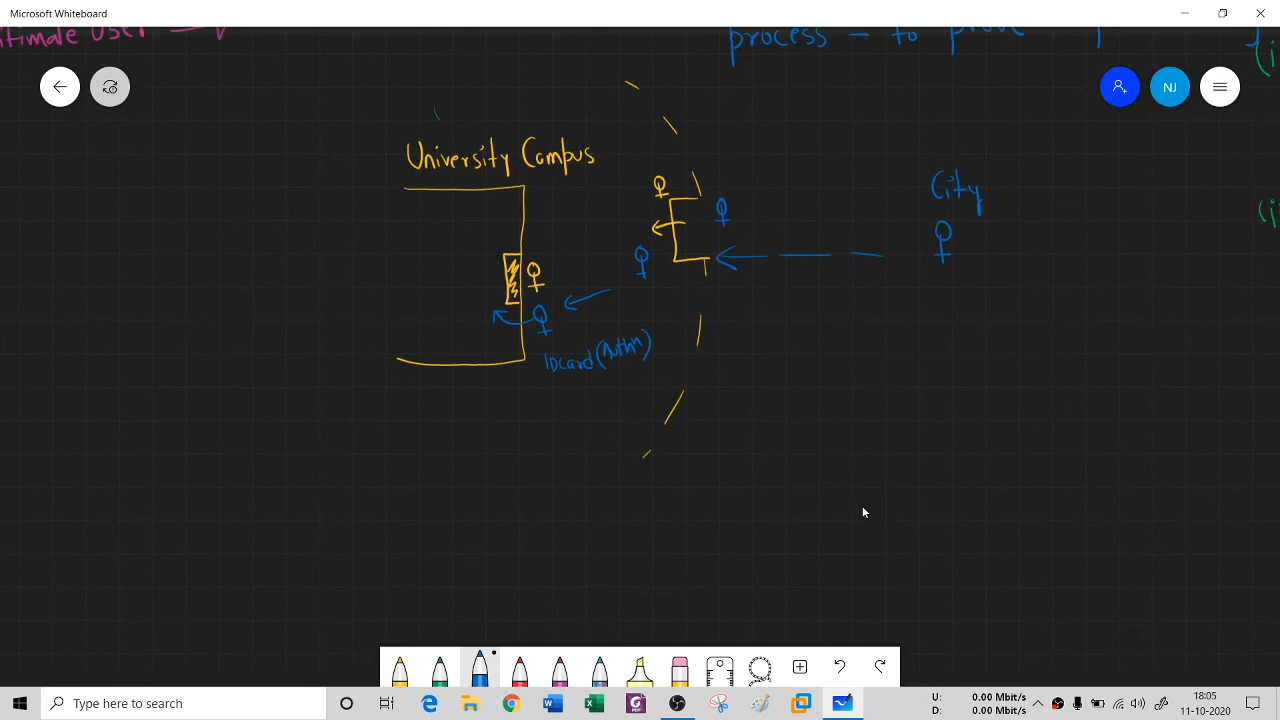 Microsoft Whiteboard
process - to prove
NJ
University Campus
City
IDcard (Authn)
Type here to search
U: 0.00 Mbit/s
D: 0.00 Mbit/s
18:05
11-10-2020